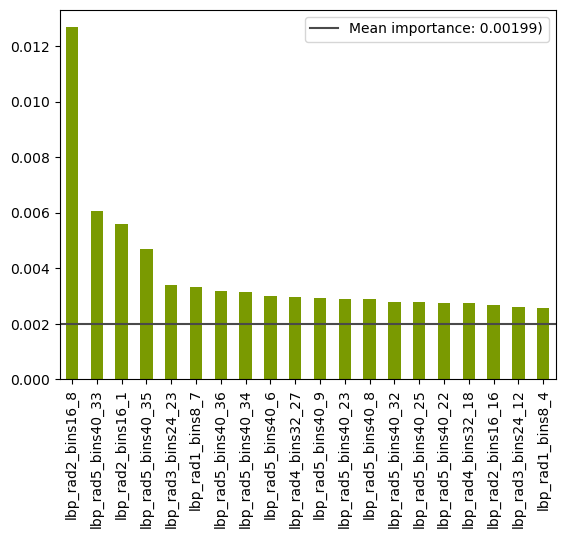 Mean importance: 0.00199)
0.012
0.010
0.008
0.006
0.004
0.002
0.000
lbp_rad2_bins16_8
lbp_rad5_bins40_33
lbp_rad2_bins16_1
lbp_rad5_bins40_35
lbp_rad3_bins24_23
lbp_rad1_bins8_7
lbp_rad5_bins40_36
lbp_rad5_bins40_34
lbp_rad5_bins40_6
lbp_rad4_bins32_27
lbp_rad5_bins40_9
lbp_rad5_bins40_23
lbp_rad5_bins40_8
lbp_rad5_bins40_32
lbp_rad5_bins40_25
lbp_rad5_bins40_22
lbp_rad4_bins32_18
lbp_rad2_bins16_16
lbp_rad3_bins24_12
lbp_rad1_bins8_4